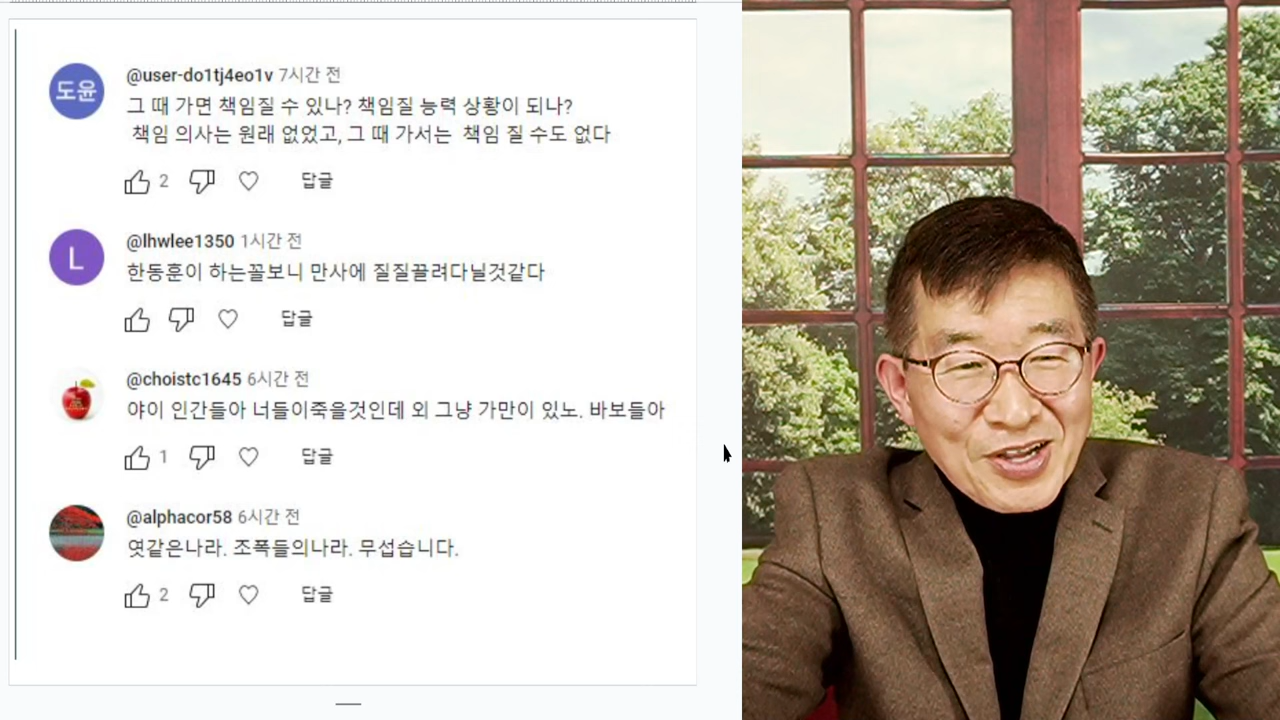 도윤
@user-do1tj4eo1v 7시간 전
그 때 가면 책임질 수 있나? 책임질 능력 상황이 되나?
책임 의사는 원래 없었고, 그 때 가서는 책임 질 수도 없다
2 답글
L
@lhwlee1350 1시간 전
한동훈이 하는꼴보니 만사에 질질끌려다닐것같다
답글
@choistc1645 6시간 전
야이 인간들아 너들이죽을것인데 외 그냥 가만이 있노. 바보들아
1 답글
@alphacor58 6시간 전
엿같은나라. 조폭들의나라. 무섭습니다.
2 답글